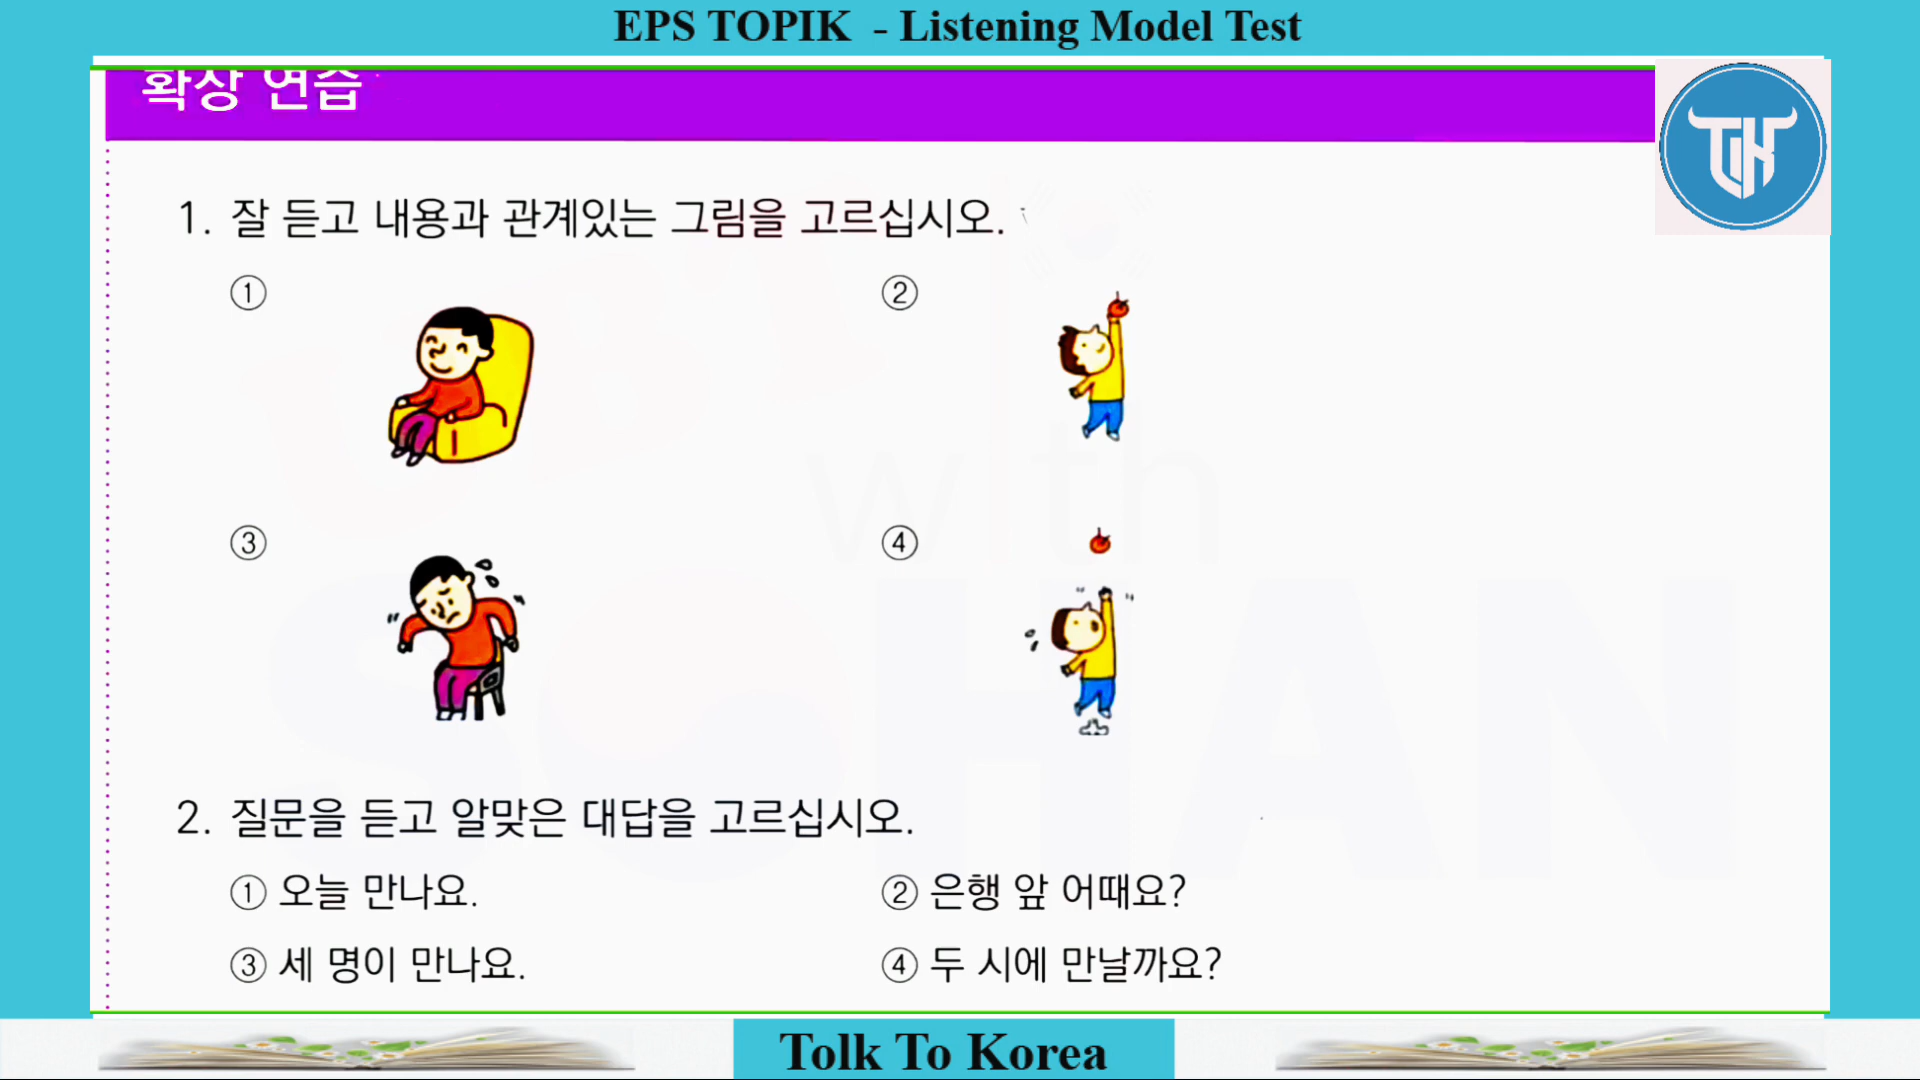 EPS TOPIK - Listening Model Test
확장 연습
TIK
1. 잘 듣고 내용과 관계있는 그림을 고르십시오.
① ②
③ ④
with
SOHAN
2. 질문을 듣고 알맞은 대답을 고르십시오.
① 오늘 만나요. ② 은행 앞 어때요?
③ 세 명이 만나요. ④ 두 시에 만날까요?
Tolk To Korea